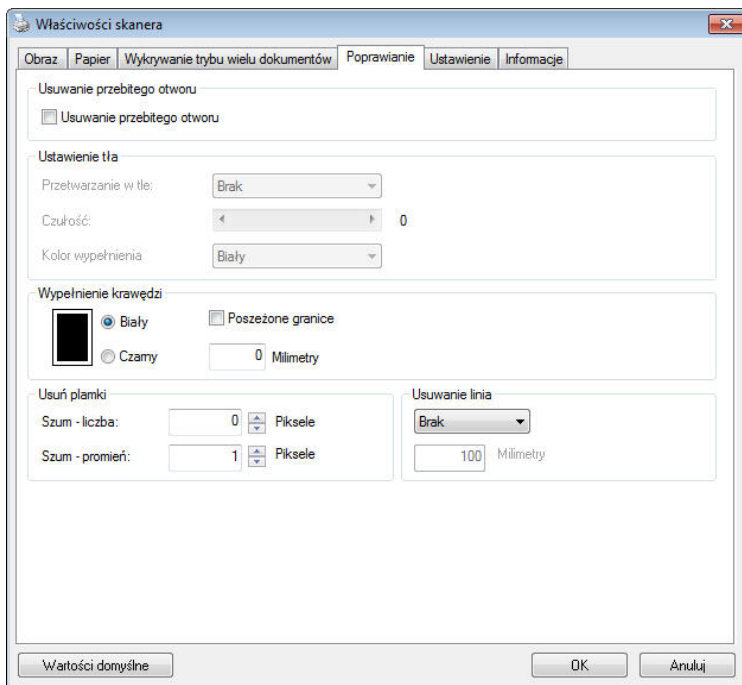 Właściwości skanera
Obraz Papier Wykrywanie trybu wielu dokumentów Poprawianie Ustawienie Informacje
Usuwanie przebitego otworu
Usuwanie przebitego otworu
Ustawienie tła
Przetwarzanie w tle: Brak
Czułość: 0
Kolor wypełnienia Biały
Wypełnienie krawędzi
Biały Poszeżone granice
Czarny 0 Milimetry
Usuń plamki Usuwanie linia
Szum - liczba: 0 Piksele Brak
Szum - promień: 1 Piksele 100 Milimetry
Wartości domyślne OK Anuluj